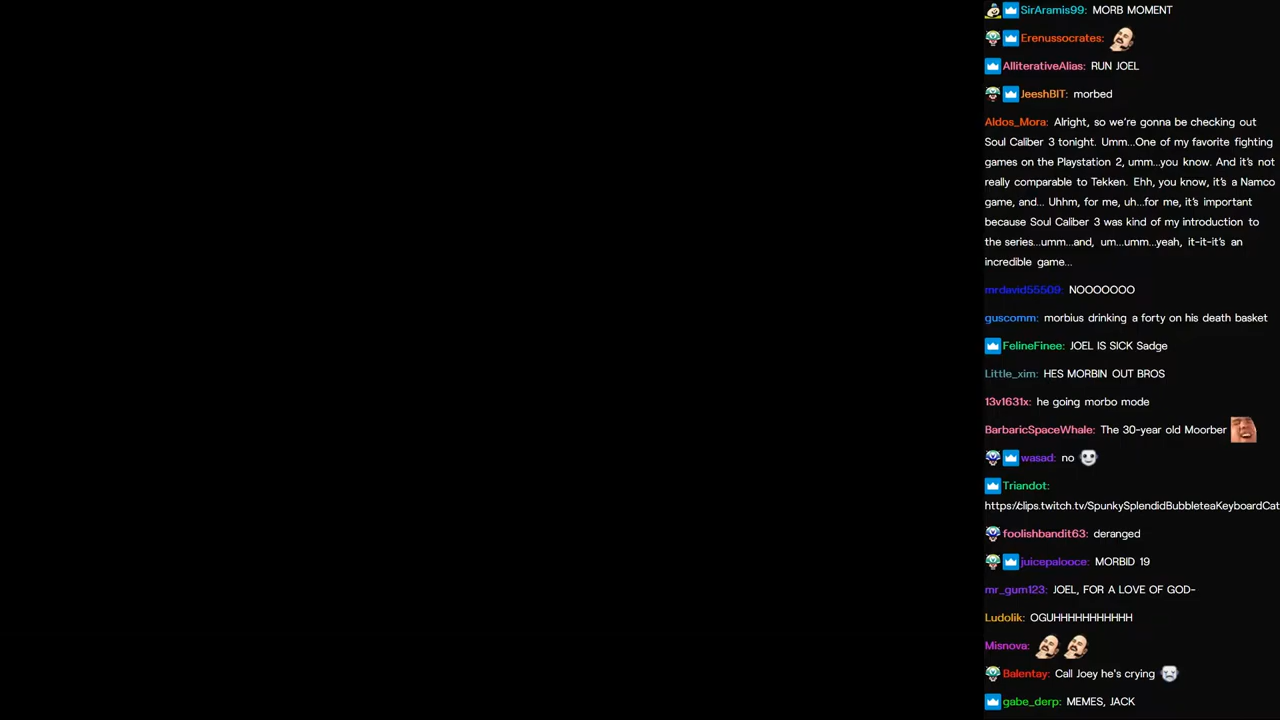 SirAramis99: MORB MOMENT
Erenussocrates:
AlliterativeAlias: RUN JOEL
JeeshBIT: morbed
Aldos_Mora: Alright, so we're gonna be checking out
Soul Caliber 3 tonight. Umm...One of my favorite fighting
games on the Playstation 2, umm...you know. And it's not
really comparable to Tekken. Ehh, you know, it's a Namco
game, and... Uhhm, for me, uh...for me, it's important
because Soul Caliber 3 was kind of my introduction to
the series...umm...and, um...umm...yeah, it-it-it's an
incredible game...
mrdavid55509: NOOOOOOO
guscomm: morbius drinking a forty on his death basket
FelineFinee: JOEL IS SICK Sadge
Little_xim: HES MORBIN OUT BROS
13v1631x: he going morbo mode
BarbaricSpaceWhale: The 30-year old Moorber
wasad: no
Triandot:
https://clips.twitch.tv/SpunkySplendidBubbleteaKeyboardCat
foolishbandit63: deranged
juicepalooce: MORBID 19
mr_gum123: JOEL, FOR A LOVE OF GOD-
Ludolik: OGUHHHHHHHHHHH
Misnova:
Balentay: Call Joey he's crying
gabe_derp: MEMES, JACK